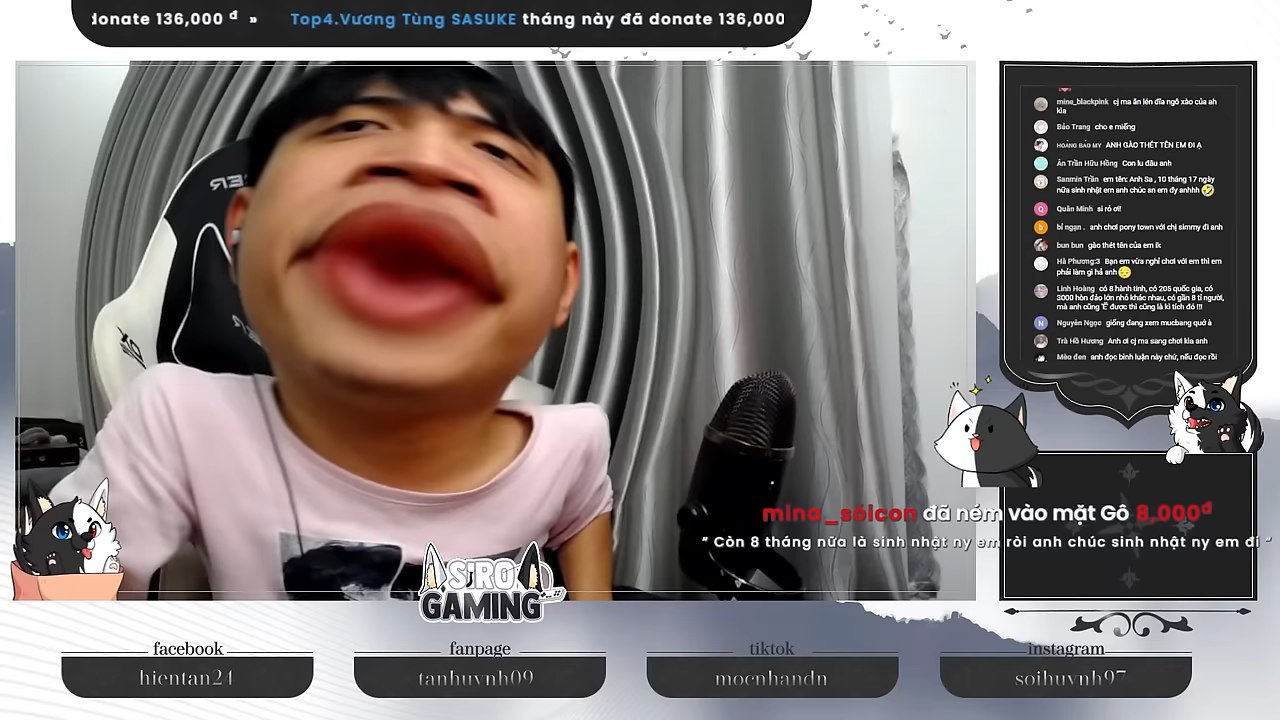 donate 136,000 ₫ » Top4.Vương Tùng SASUKE tháng này đã donate 136,000
mine_blackpink cj ma ăn lén đĩa ngô xào của ah
kia
Bảo Trang cho e miếng
HOÀNG BẢO MY ANH GÀO THÉT TÊN EM ĐI Ạ
Ân Trần Hữu Hồng Con lu đâu anh
Sanmin Trần em tên: Anh Sa , 10 tháng 17 ngày
nữa sinh nhật em anh chúc sn em đy anhhh 🤣
Quân Minh si rô ơi!
bỉ ngạn . anh chơi pony town với chị simmy đi anh
bun bun gào thét tên của em ik
Hà Phương:3 Bạn em vừa nghỉ chơi với em thì em
phải làm gì hả anh 😔
Linh Hoàng có 8 hành tinh, có 205 quốc gia, có
3000 hòn đảo lớn nhỏ khác nhau, có gần 8 tỉ người,
mà anh cũng Ế được thì cũng là kì tích đó !!!
Nguyên Ngọc giống đang xem mucbang quớ à
Trà Hồ Hương Anh ơi cj ma sang chơi kìa anh
Mèo đen anh đọc bình luận này chứ, nếu đọc rồi
mina_sóicon đã ném vào mặt Gô 8,000₫
“ Còn 8 tháng nữa là sinh nhật ny em ròi anh chúc sinh nhật ny em đi “
SIRO
GAMING
facebook
hientan24
fanpage
tanhuynh09
tiktok
mocnhandn
instagram
soihuynh97